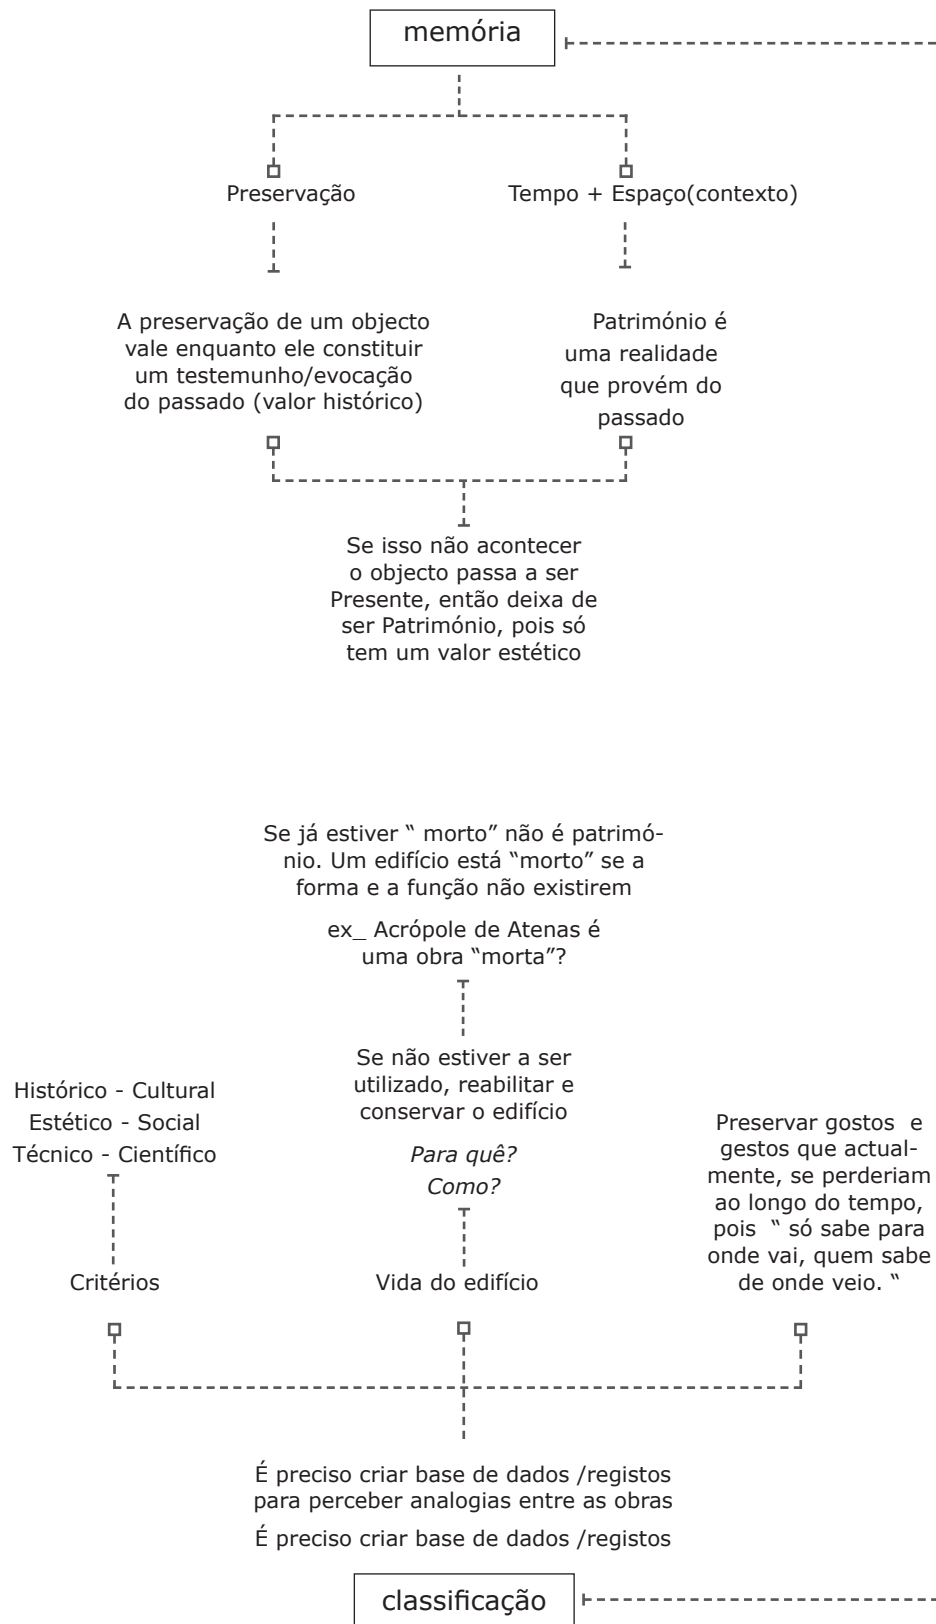 memória
Preservação
Tempo + Espaço(contexto)
A preservação de um objecto
vale enquanto ele constituir
um testemunho/evocação
do passado (valor histórico)
Património é
uma realidade
que provém do
passado
Se isso não acontecer
o objecto passa a ser
Presente, então deixa de
ser Património, pois só
tem um valor estético
Se já estiver “ morto” não é patrimó-
nio. Um edifício está “morto” se a
forma e a função não existirem
ex_ Acrópole de Atenas é
uma obra “morta”?
Se não estiver a ser
utilizado, reabilitar e
conservar o edifício
Para quê?
Como?
Histórico - Cultural
Estético - Social
Técnico - Científico
Preservar gostos  e
gestos que actual-
mente, se perderiam
ao longo do tempo,
pois  “ só sabe para
onde vai, quem sabe
de onde veio. “
Critérios
Vida do edifício
É preciso criar base de dados /registos
para perceber analogias entre as obras
É preciso criar base de dados /registos
classificação